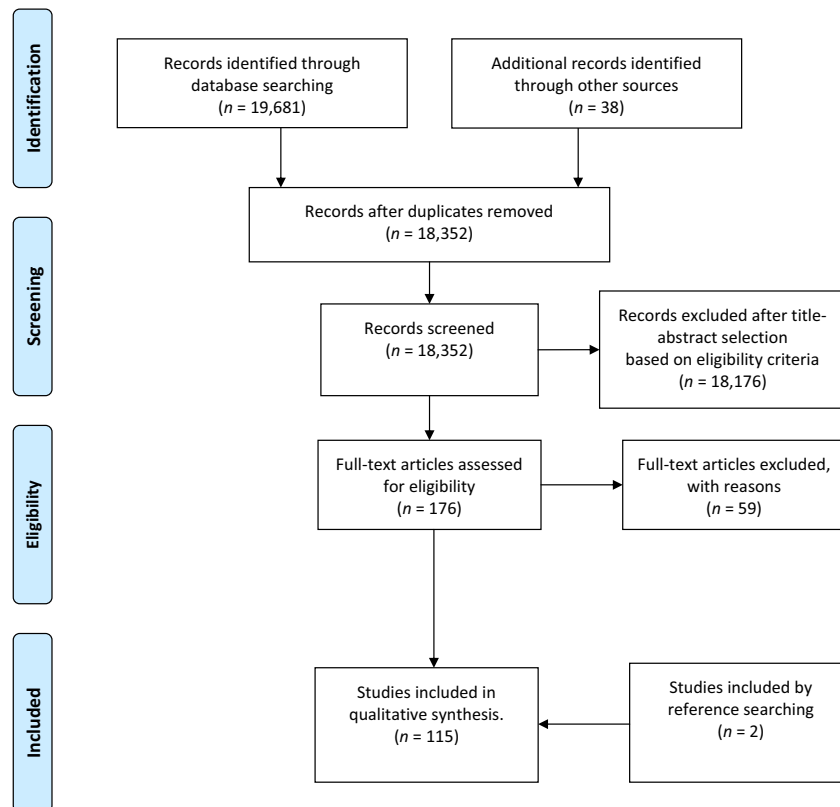 Identification
Records identified through
database searching
(n = 19,681)
Additional records identified
through other sources
(n = 38)
Records after duplicates removed
(n = 18,352)
Screening
Records screened
(n = 18,352)
Records excluded after title-
abstract selection
based on eligibility criteria
(n = 18,176)
Eligibility
Full-text articles assessed
for eligibility
(n = 176)
Full-text articles excluded,
with reasons
(n = 59)
Included
Studies included in
qualitative synthesis.
(n = 115)
Studies included by
reference searching
(n = 2)